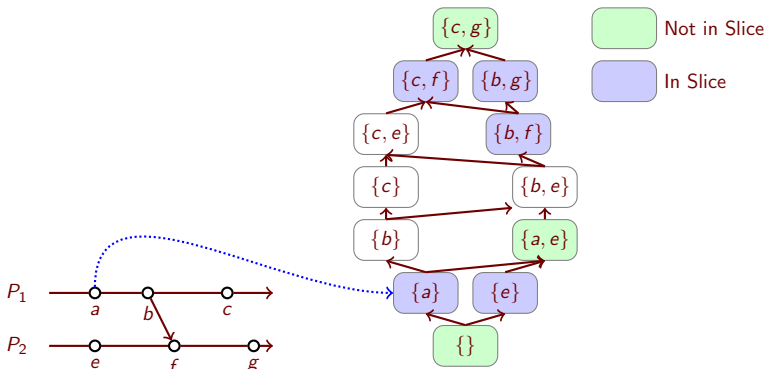 {c, g}
Not in Slice
{c, f} {b, g}
In Slice
{c, e} {b, f}
{c} {b, e}
{b} {a, e}
P1 a b c
{a} {e}
P2 e f g
{}